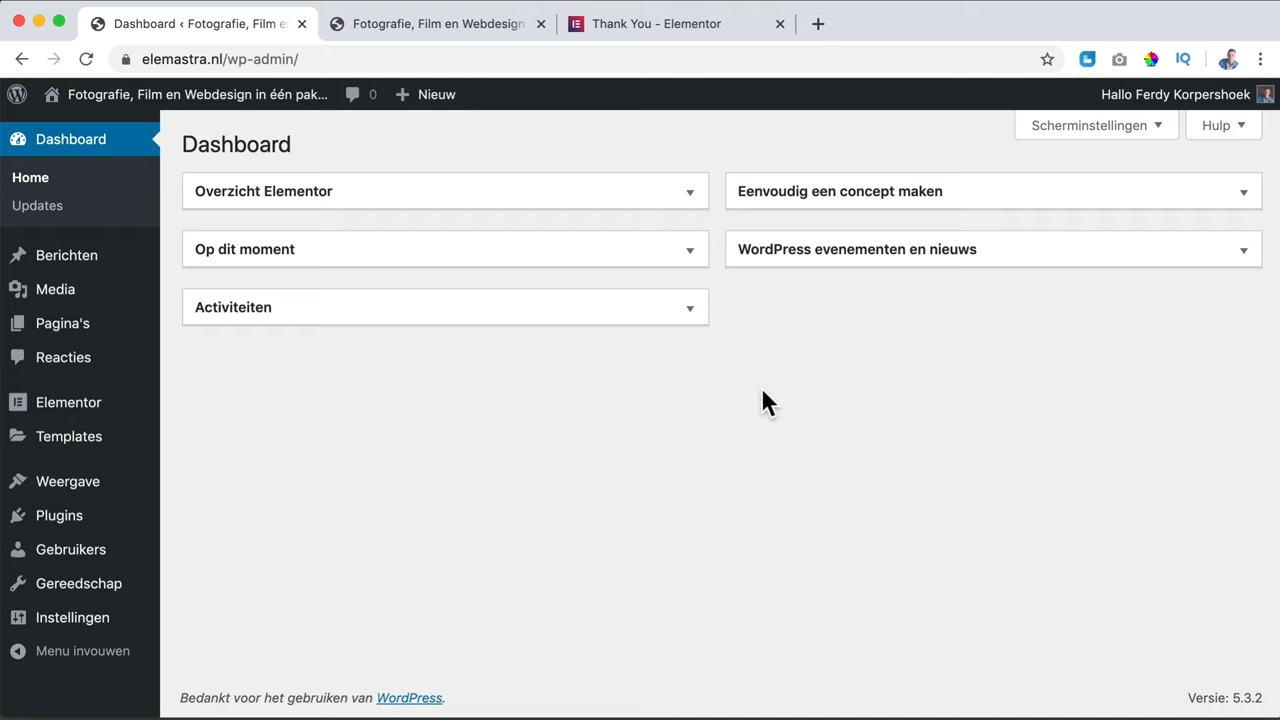 Dashboard ‹ Fotografie, Film en
Fotografie, Film en Webdesign
Thank You - Elementor
elemastra.nl/wp-admin/
IQ
Fotografie, Film en Webdesign in één pak...
0
Nieuw
Hallo Ferdy Korpershoek
Dashboard
Home
Updates
Berichten
Media
Pagina's
Reacties
Elementor
Templates
Weergave
Plugins
Gebruikers
Gereedschap
Instellingen
Menu invouwen
Dashboard
Scherminstellingen
Hulp
Overzicht Elementor
Eenvoudig een concept maken
Op dit moment
WordPress evenementen en nieuws
Activiteiten
Bedankt voor het gebruiken van WordPress.
Versie: 5.3.2